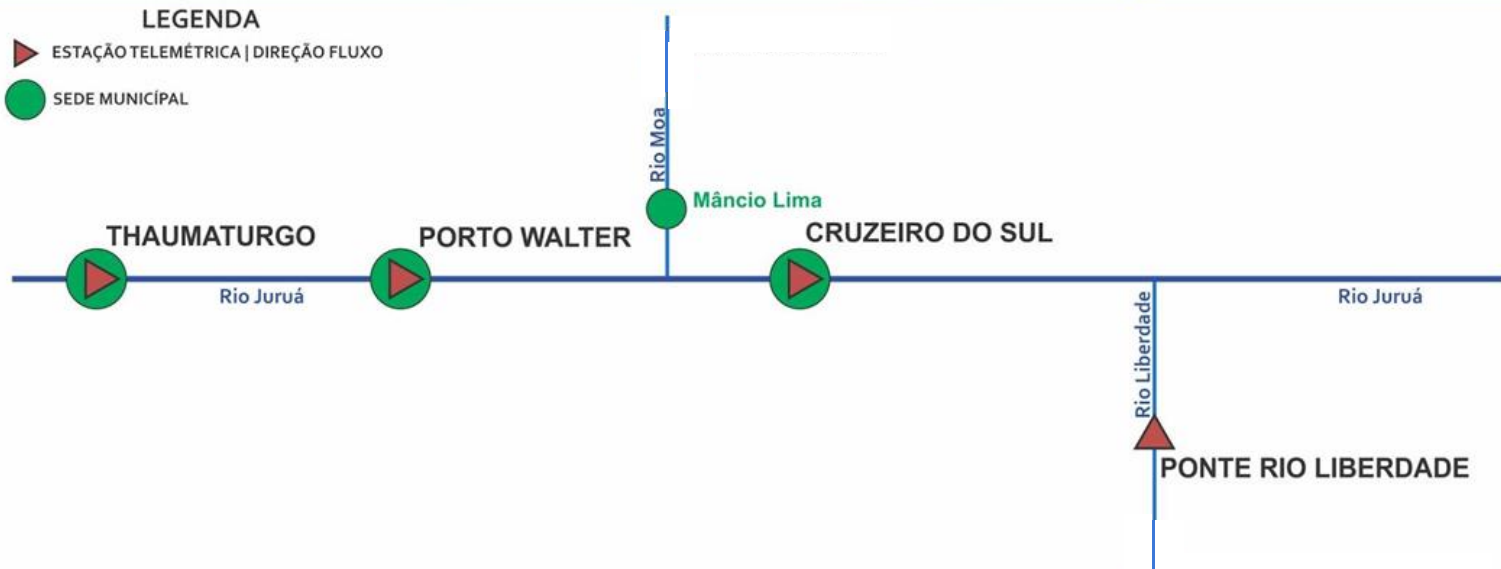 LEGENDA
ESTAÇÃO TELEMÉTRICA | DIREÇÃO FLUXO
SEDE MUNICÍPAL
Rio Moa
Mâncio Lima
THAUMATURGO
PORTO WALTER
CRUZEIRO DO SUL
Rio Juruá
Rio Juruá
Rio Liberdade
PONTE RIO LIBERDADE